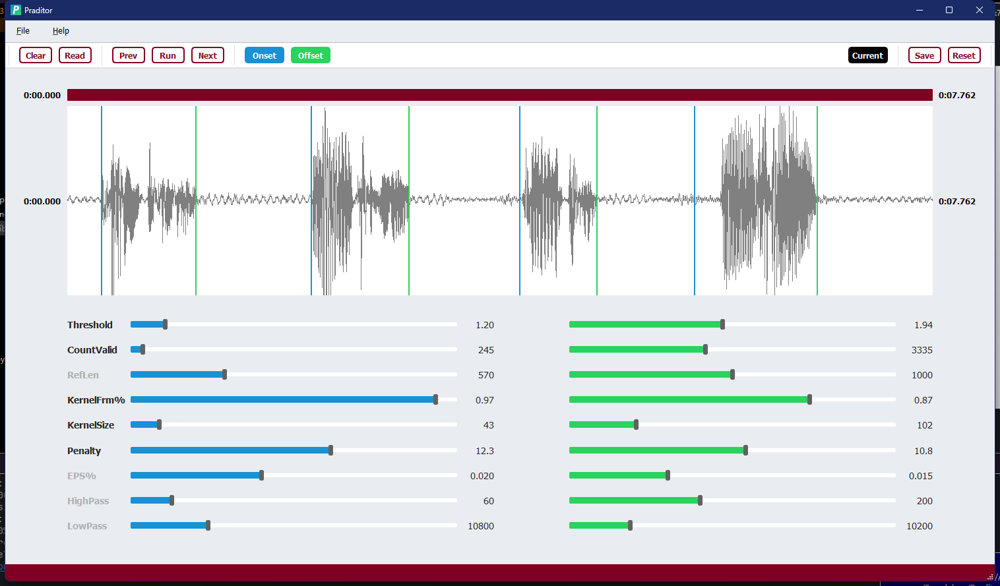 Praditor
File Help
Clear Read Prev Run Next Onset Offset Current Save Reset
0:00.000 0:07.762
0:00.000 0:07.762
Threshold 1.20 1.94
CountValid 245 3335
RefLen 570 1000
KernelFrm% 0.97 0.87
KernelSize 43 102
Penalty 12.3 10.8
EPS% 0.020 0.015
HighPass 60 200
LowPass 10800 10200